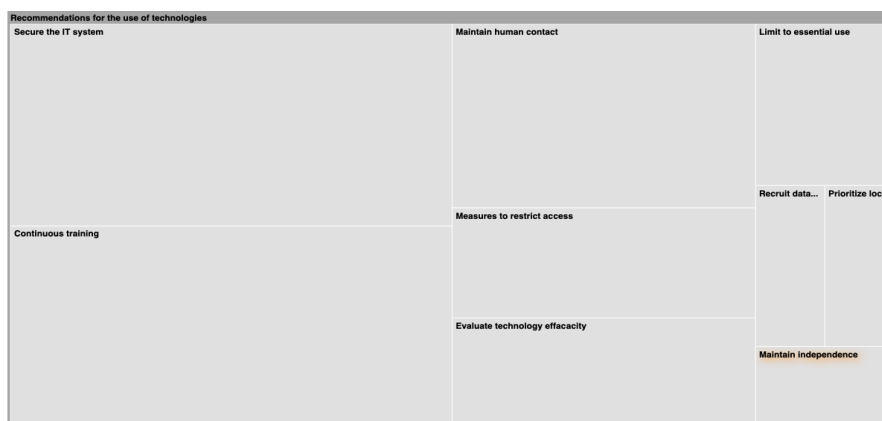 Recommendations for the use of technologies
Secure the IT system
Maintain human contact
Limit to essential use
Recruit data...
Prioritize loc
Measures to restrict access
Continuous training
Evaluate technology effacacity
Maintain independence